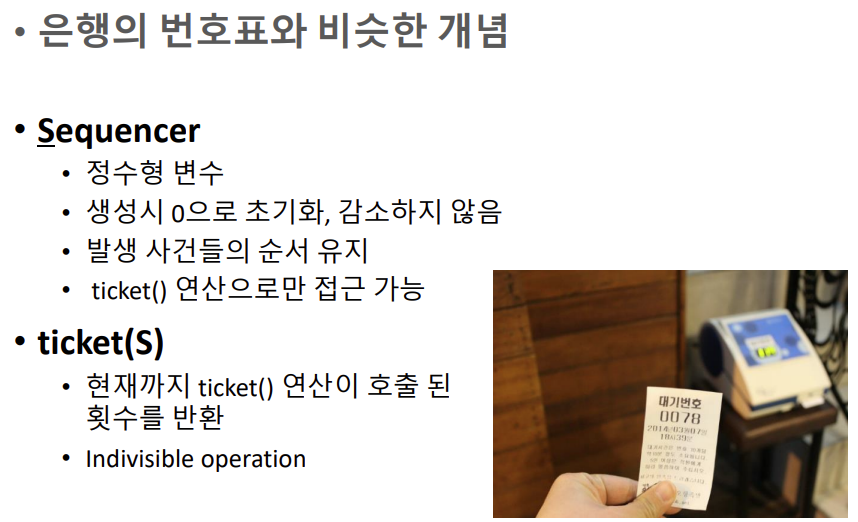 • 은행의 번호표와 비슷한 개념
• Sequencer
• 정수형 변수
• 생성시 0으로 초기화, 감소하지 않음
• 발생 사건들의 순서 유지
• ticket() 연산으로만 접근 가능
• ticket(S)
• 현재까지 ticket() 연산이 호출 된
횟수를 반환
• Indivisible operation
대기번호
0078
2014년03월07일
18시39분